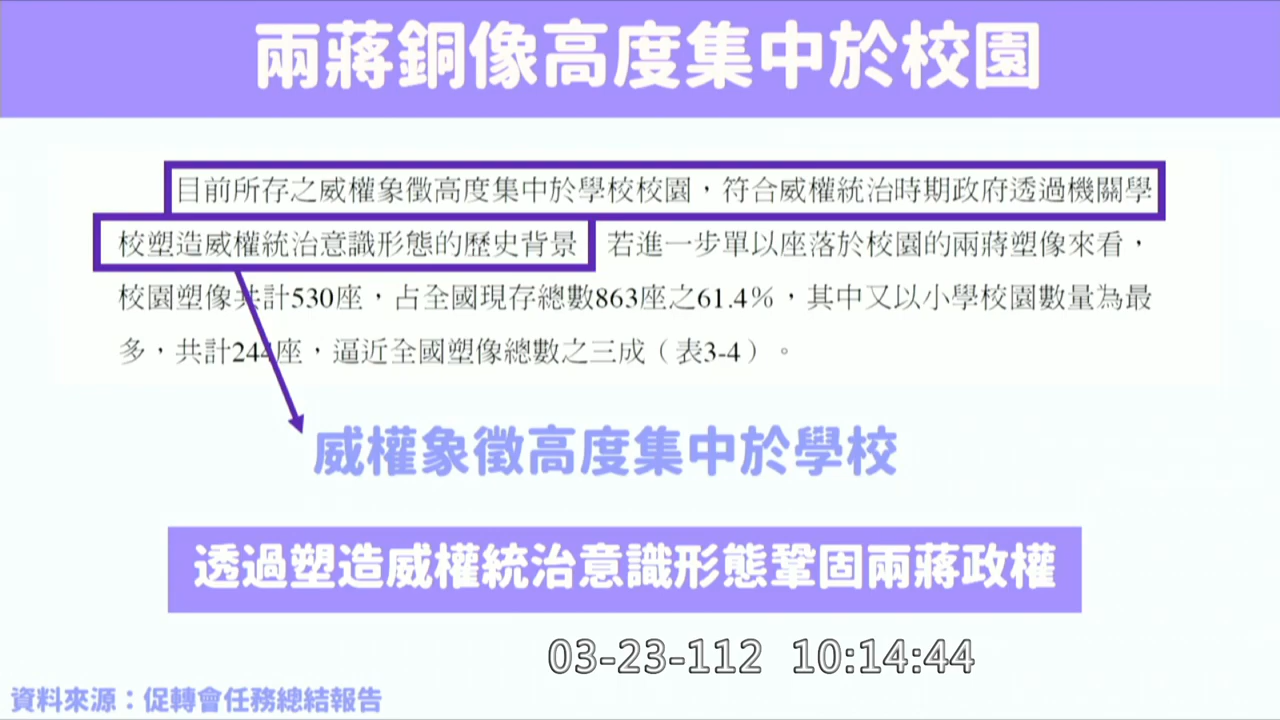 兩蔣銅像高度集中於校園
目前所存之威權象徵高度集中於學校校園，符合威權統治時期政府透過機關學
校塑造威權統治意識形態的歷史背景 若進一步單以座落於校園的兩蔣塑像來看，
校園塑像共計530座，占全國現存總數863座之61.4%，其中又以小學校園數量為最
多，共計244座，逼近全國塑像總數之三成（表3-4）。
威權象徵高度集中於學校
透過塑造威權統治意識形態鞏固兩蔣政權
03-23-112 10:14:44
資料來源：促轉會任務總結報告